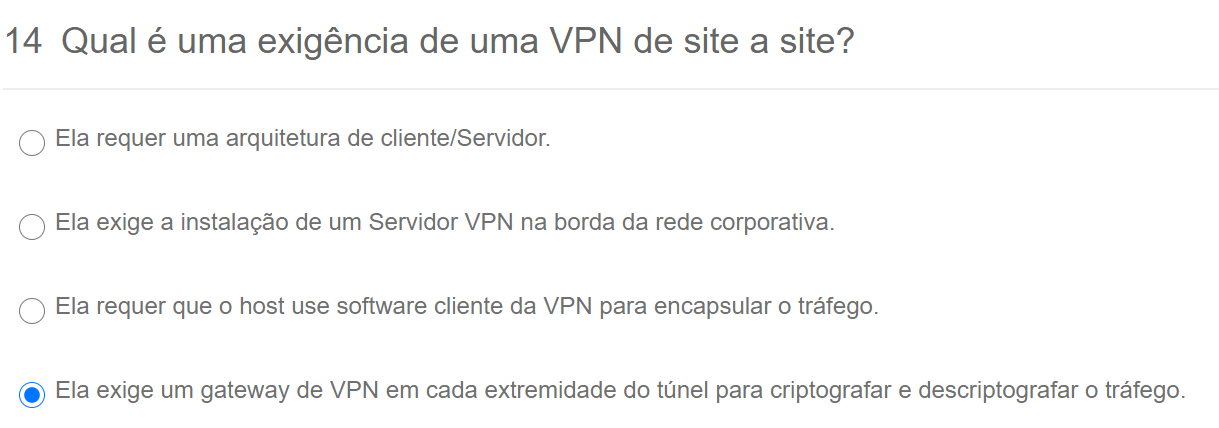 14 Qual é uma exigência de uma VPN de site a site?
Ela requer uma arquitetura de cliente/Servidor.
Ela exige a instalação de um Servidor VPN na borda da rede corporativa.
Ela requer que o host use software cliente da VPN para encapsular o tráfego.
Ela exige um gateway de VPN em cada extremidade do túnel para criptografar e descriptografar o tráfego.